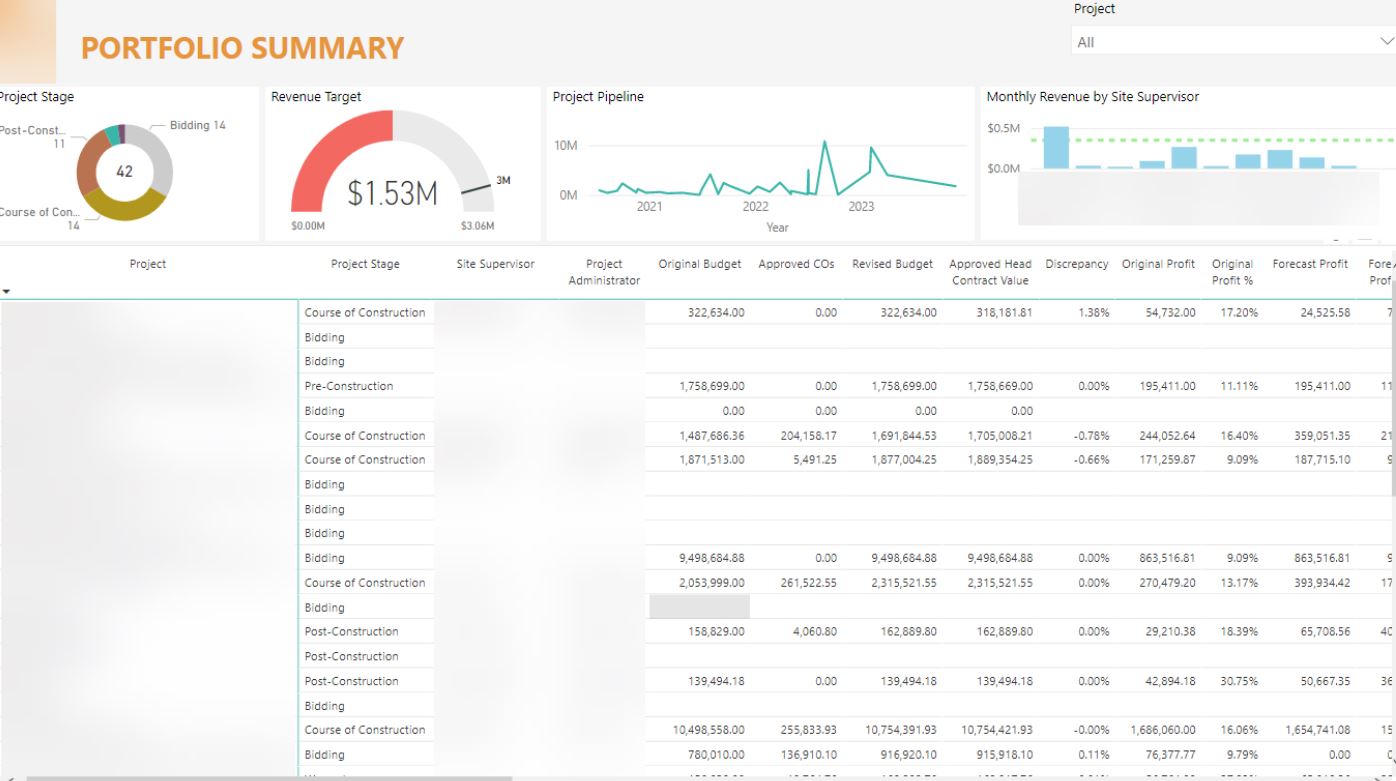 Project
PORTFOLIO SUMMARY
All
Project Stage
Revenue Target
Project Pipeline
Monthly Revenue by Site Supervisor
Post-Const...
11
Bidding 14
42
Course of Con...
14
$1.53M
3M
$0.00M
$3.06M
10M
0M
2021 2022 2023
Year
$0.5M
$0.0M
Project Project Stage Site Supervisor Project Administrator Original Budget Approved COs Revised Budget Approved Head Contract Value Discrepancy Original Profit Original Profit % Forecast Profit
Course of Construction 322,634.00 0.00 322,634.00 318,181.81 1.38% 54,732.00 17.20% 24,525.58
Bidding
Bidding
Pre-Construction 1,758,699.00 0.00 1,758,699.00 1,758,669.00 0.00% 195,411.00 11.11% 195,411.00
Bidding 0.00 0.00 0.00 0.00
Course of Construction 1,487,686.36 204,158.17 1,691,844.53 1,705,008.21 -0.78% 244,052.64 16.40% 359,051.35
Course of Construction 1,871,513.00 5,491.25 1,877,004.25 1,889,354.25 -0.66% 171,259.87 9.09% 187,715.10
Bidding
Bidding
Bidding
Bidding 9,498,684.88 0.00 9,498,684.88 9,498,684.88 0.00% 863,516.81 9.09% 863,516.81
Course of Construction 2,053,999.00 261,522.55 2,315,521.55 2,315,521.55 0.00% 270,479.20 13.17% 393,934.42
Bidding
Post-Construction 158,829.00 4,060.80 162,889.80 162,889.80 0.00% 29,210.38 18.39% 65,708.56
Post-Construction
Post-Construction 139,494.18 0.00 139,494.18 139,494.18 0.00% 42,894.18 30.75% 50,667.35
Bidding
Course of Construction 10,498,558.00 255,833.93 10,754,391.93 10,754,421.93 -0.00% 1,686,060.00 16.06% 1,654,741.08
Bidding 780,010.00 136,910.10 916,920.10 915,918.10 0.11% 76,377.77 9.79% 0.00